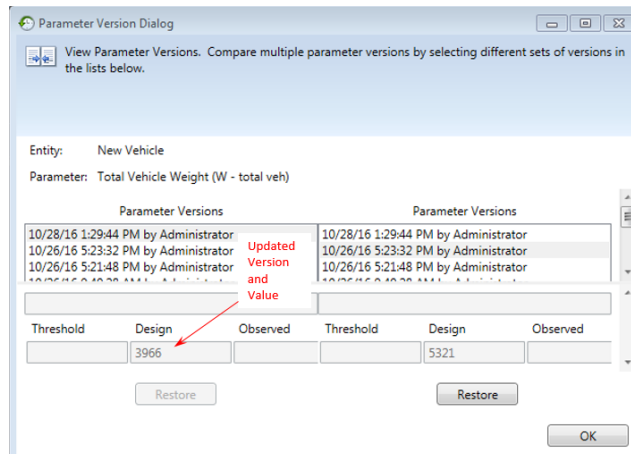 Parameter Version Dialog
View Parameter Versions. Compare multiple parameter versions by selecting different sets of versions in
the lists below.
Entity: New Vehicle
Parameter: Total Vehicle Weight (W - total veh)
Parameter Versions Parameter Versions
10/28/16 1:29:44 PM by Administrator 10/28/16 1:29:44 PM by Administrator
10/26/16 5:23:32 PM by Administrator 10/26/16 5:23:32 PM by Administrator
10/26/16 5:21:48 PM by Administrator 10/26/16 5:21:48 PM by Administrator
Updated
Version
and
Value
Threshold Design Observed Threshold Design Observed
3966 5321
Restore Restore
OK